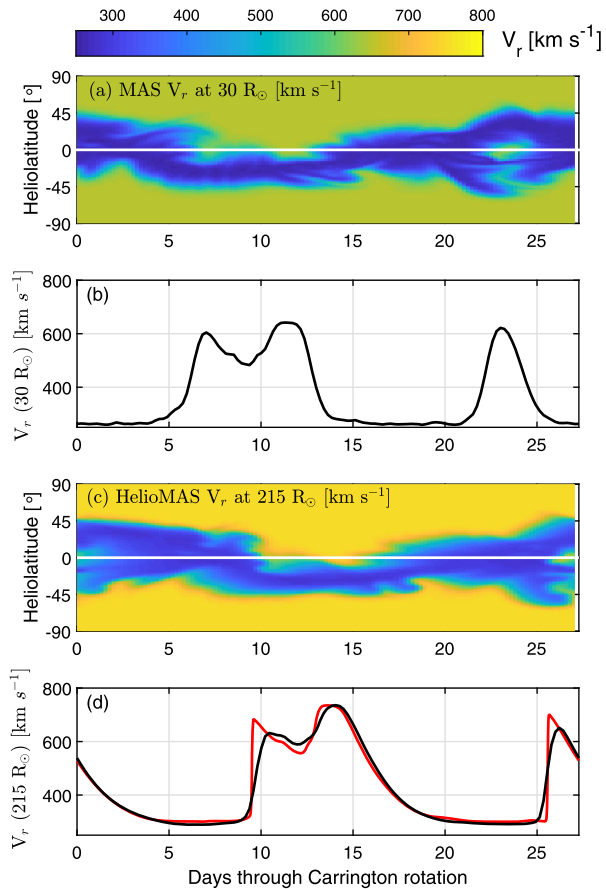 300 400 500 600 700 800
V_r [km s⁻¹]
(a) MAS V_r at 30 R_☉ [km s⁻¹]
Heliolatitude [°]
90
45
0
-45
-90
0 5 10 15 20 25
(b)
V_r (30 R_☉) [km s⁻¹]
800
600
400
0 5 10 15 20 25
(c) HelioMAS V_r at 215 R_☉ [km s⁻¹]
Heliolatitude [°]
90
45
0
-45
-90
0 5 10 15 20 25
(d)
V_r (215 R_☉) [km s⁻¹]
800
600
400
0 5 10 15 20 25
Days through Carrington rotation